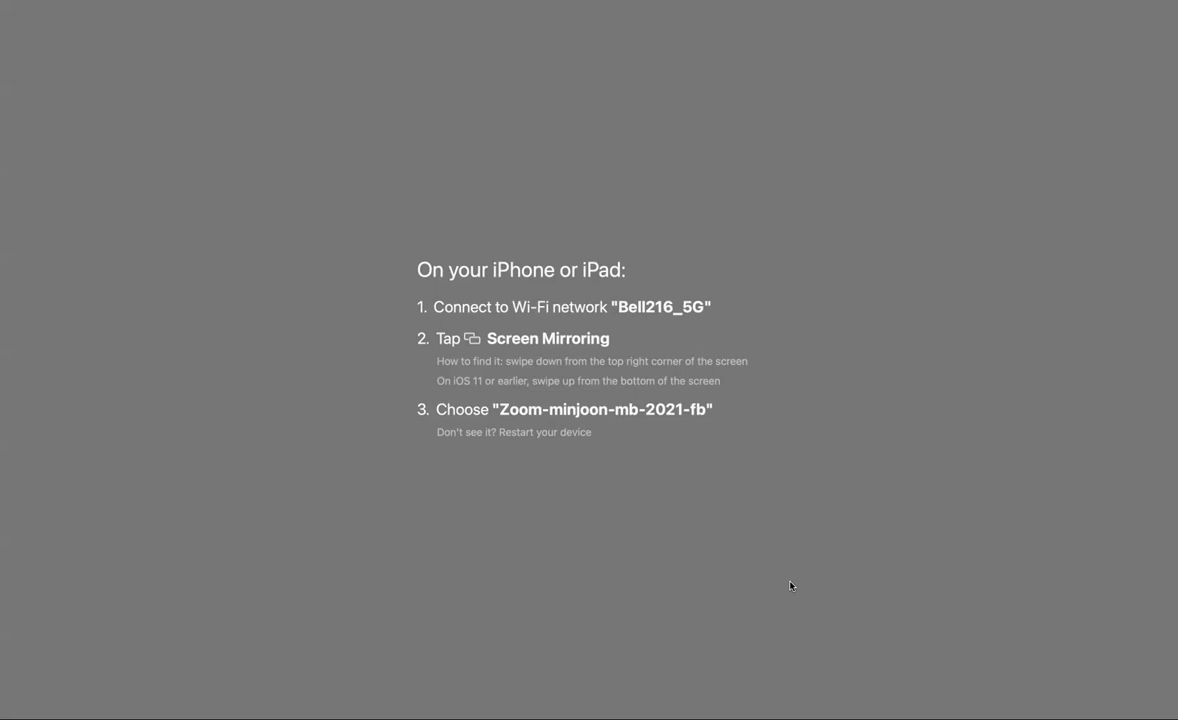 On your iPhone or iPad:
1. Connect to Wi-Fi network "Bell216_5G"
2. Tap Screen Mirroring
How to find it: swipe down from the top right corner of the screen
On iOS 11 or earlier, swipe up from the bottom of the screen
3. Choose "Zoom-minjoon-mb-2021-fb"
Don't see it? Restart your device